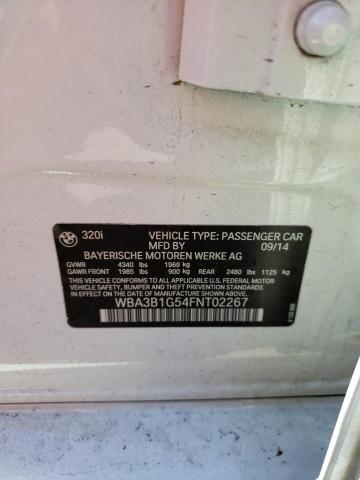 320i VEHICLE TYPE: PASSENGER CAR
MFD BY 09/14
BAYERISCHE MOTOREN WERKE AG
GVWR 4340 lbs 1969 kg
GAWR FRONT 1985 lbs 900 kg REAR 2480 lbs 1125 kg
THIS VEHICLE CONFORMS TO ALL APPLICABLE
U.S. FEDERAL MOTOR VEHICLE SAFETY, BUMPER,
AND THEFT PREVENTION STANDARDS IN EFFECT
ON THE DATE OF MANUFACTURE SHOWN ABOVE.
WBA3B1G54FNT02267